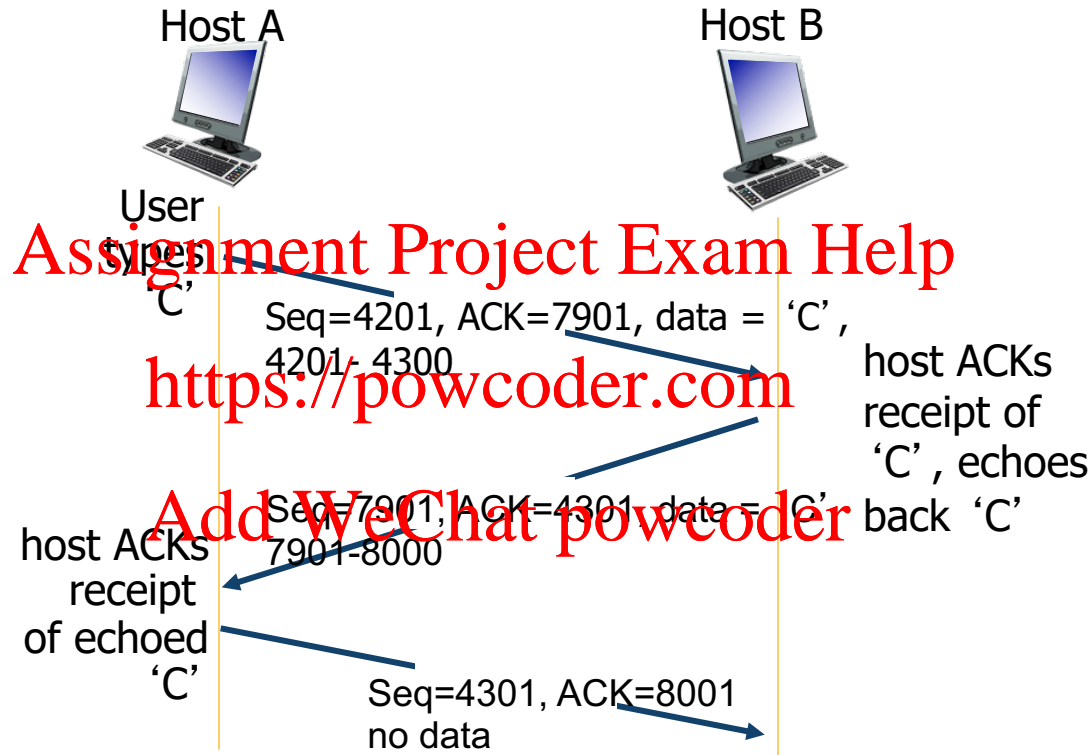 Host A
Host B
User
types
‘C’
Assignment Project Exam Help
Seq=4201, ACK=7901, data = ‘C’,
4201- 4300
https://powcoder.com
host ACKs
receipt of
‘C’, echoes
back ‘C’
Seq=7901, ACK=4301, data = ‘C’
7901-8000
Add WeChat powcoder
host ACKs
receipt
of echoed
‘C’
Seq=4301, ACK=8001
no data